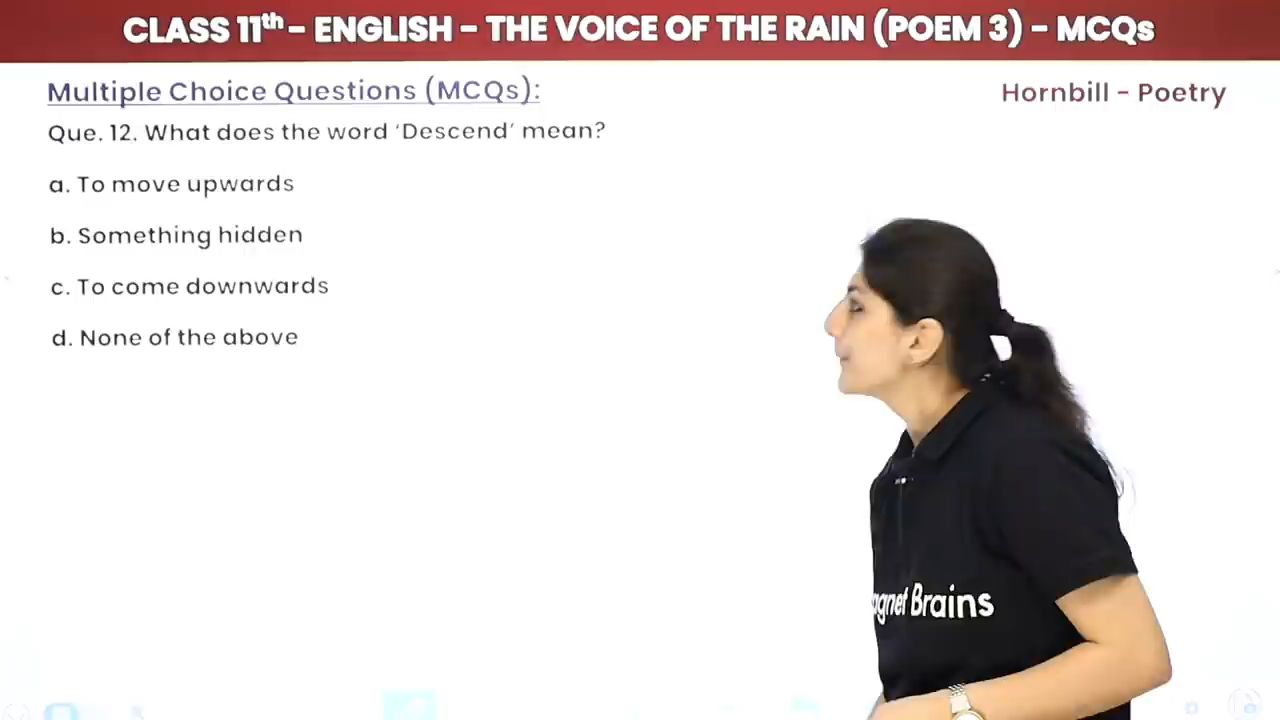 CLASS 11th – ENGLISH – THE VOICE OF THE RAIN (POEM 3) – MCQs
Multiple Choice Questions (MCQs):
Hornbill – Poetry
Que. 12. What does the word ‘Descend’ mean?
a. To move upwards
b. Something hidden
c. To come downwards
d. None of the above
Brains